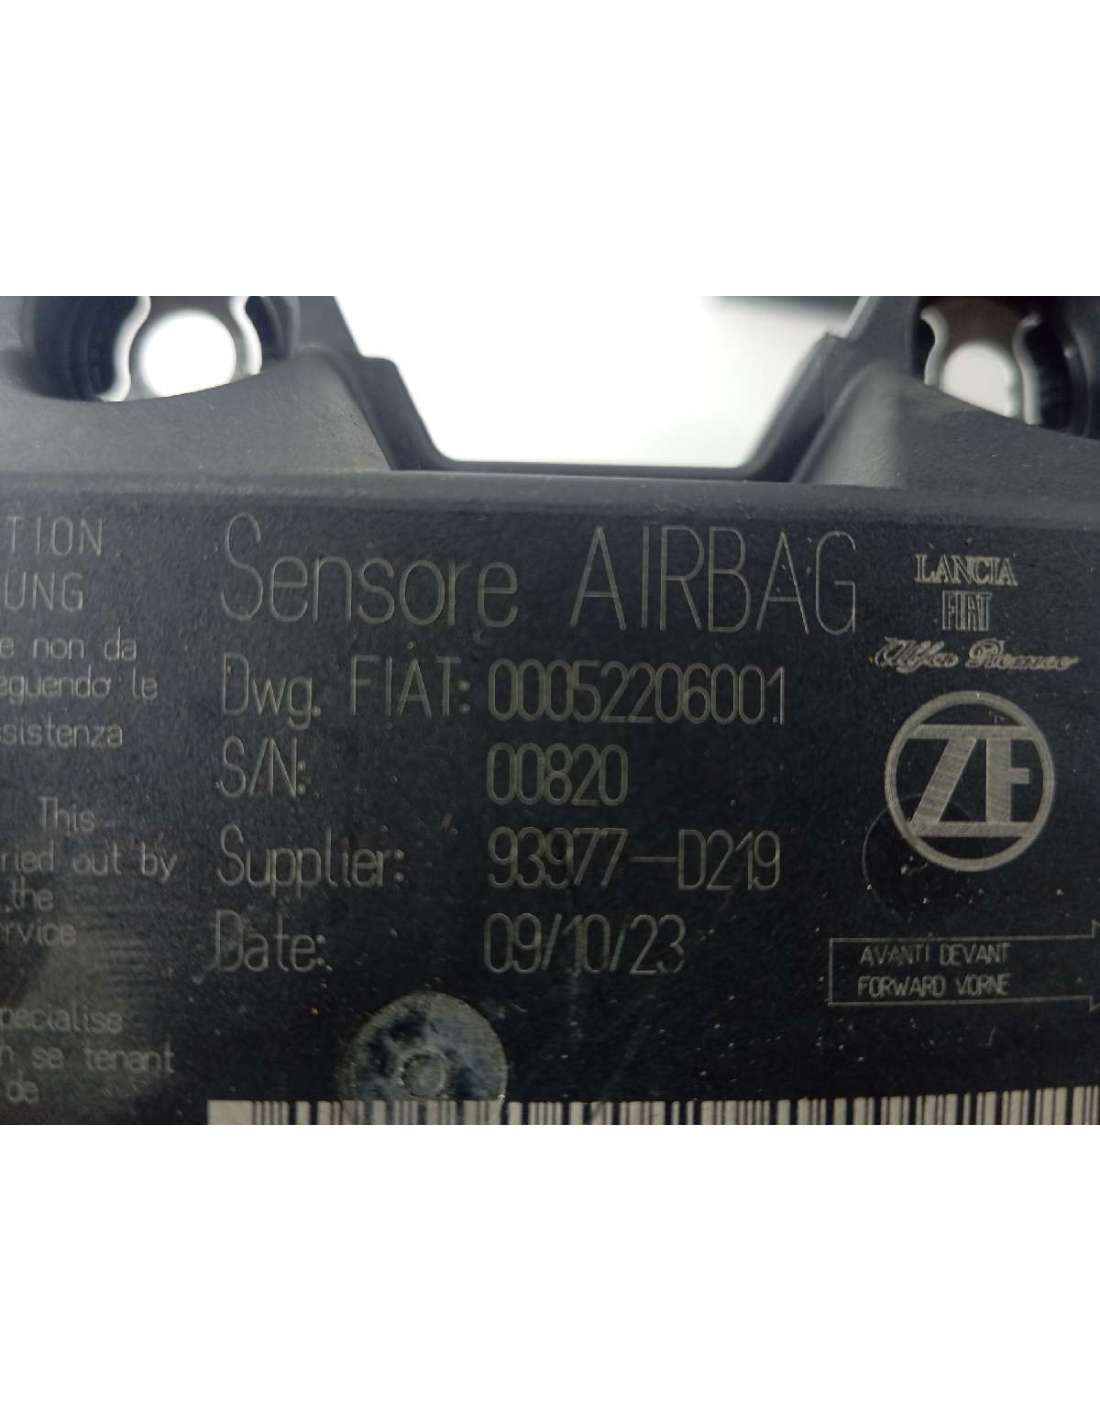 TION
UNG
e non da
eguendo le
ssistenza
This
ried out by
the
rvice
pecialise
n se tenant
de
Sensore AIRBAG
Dwg. FIAT: 00052206001
S/N: 00820
Supplier: 93977-D219
Date: 09/10/23
LANCIA
FIAT
Alfa Romeo
ZF
AVANTI DEVANT
FORWARD VORNE